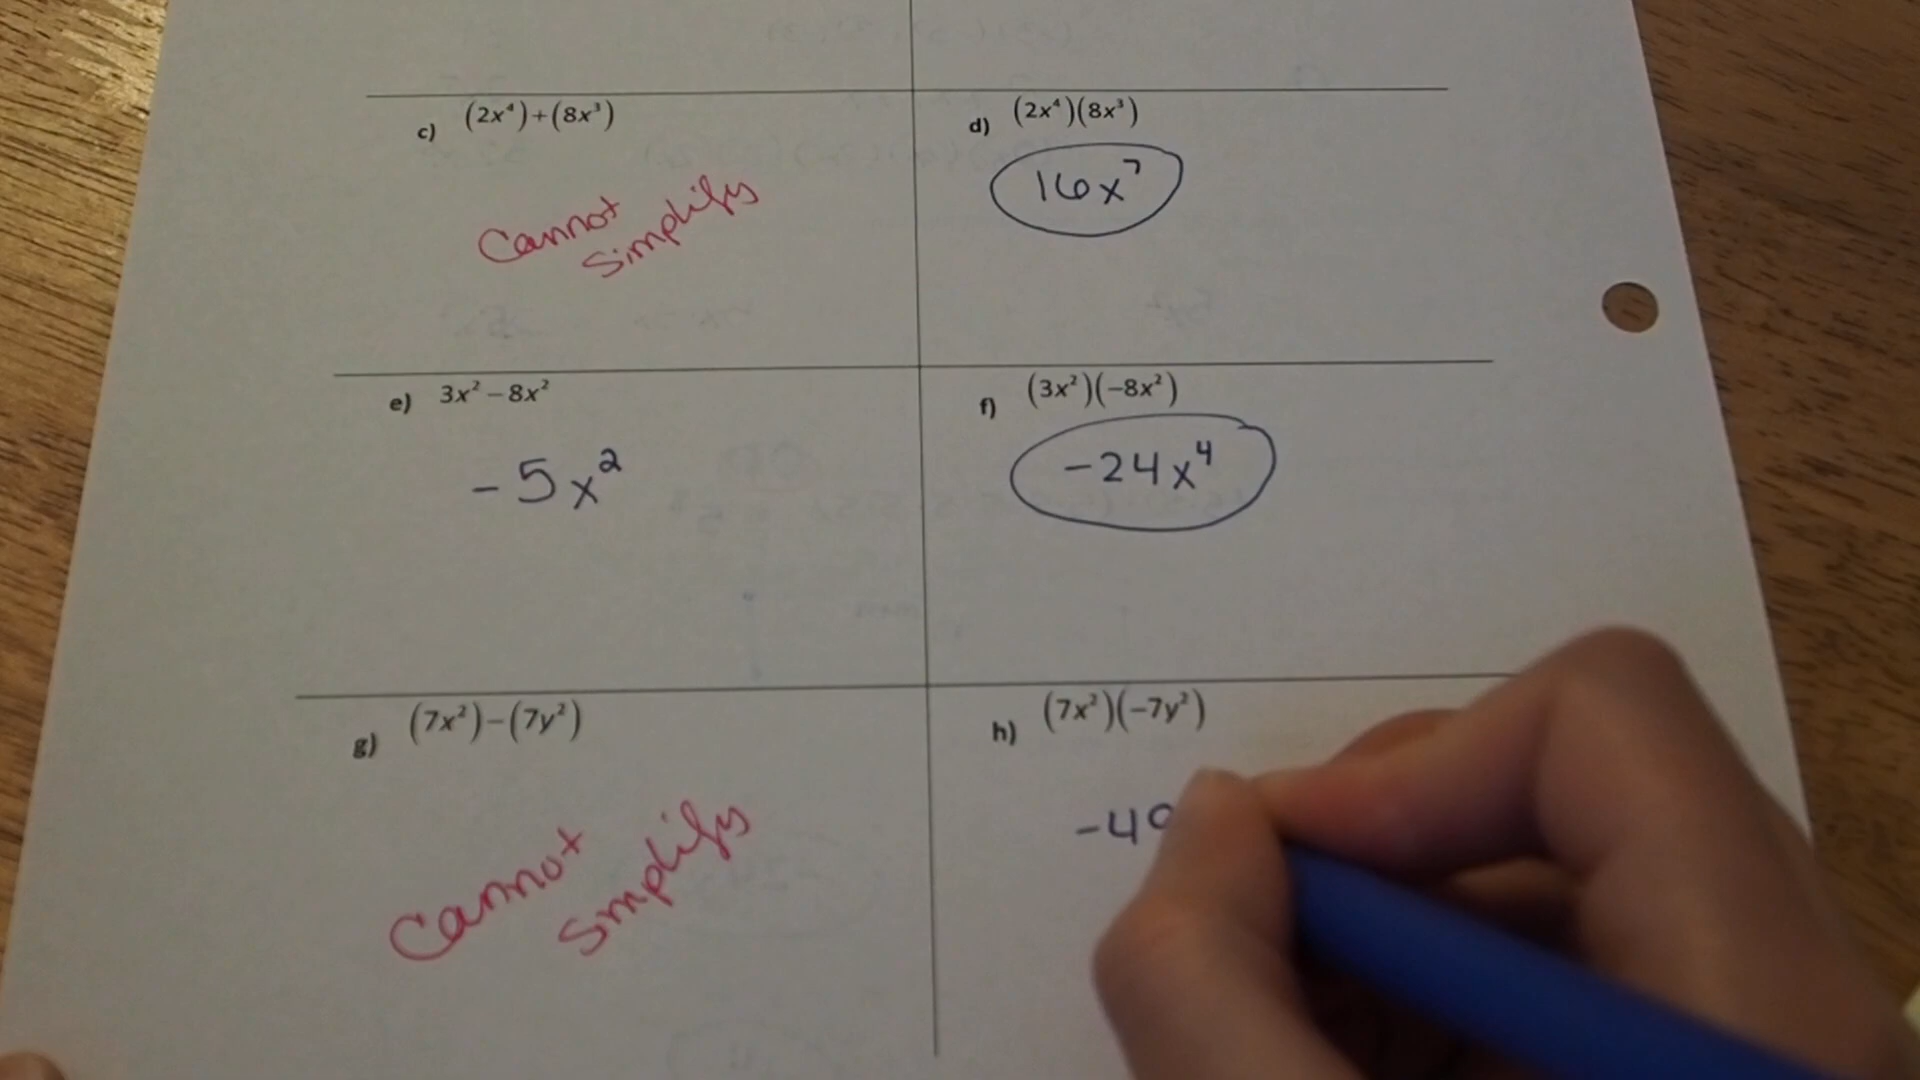 c) (2x⁴)+(8x³)
Cannot
Simplify
d) (2x⁴)(8x³)
16x⁷
e) 3x²−8x²
-5x²
f) (3x²)(−8x²)
-24x⁴
g) (7x²)−(7y²)
Cannot
Simplify
h) (7x²)(−7y²)
-49